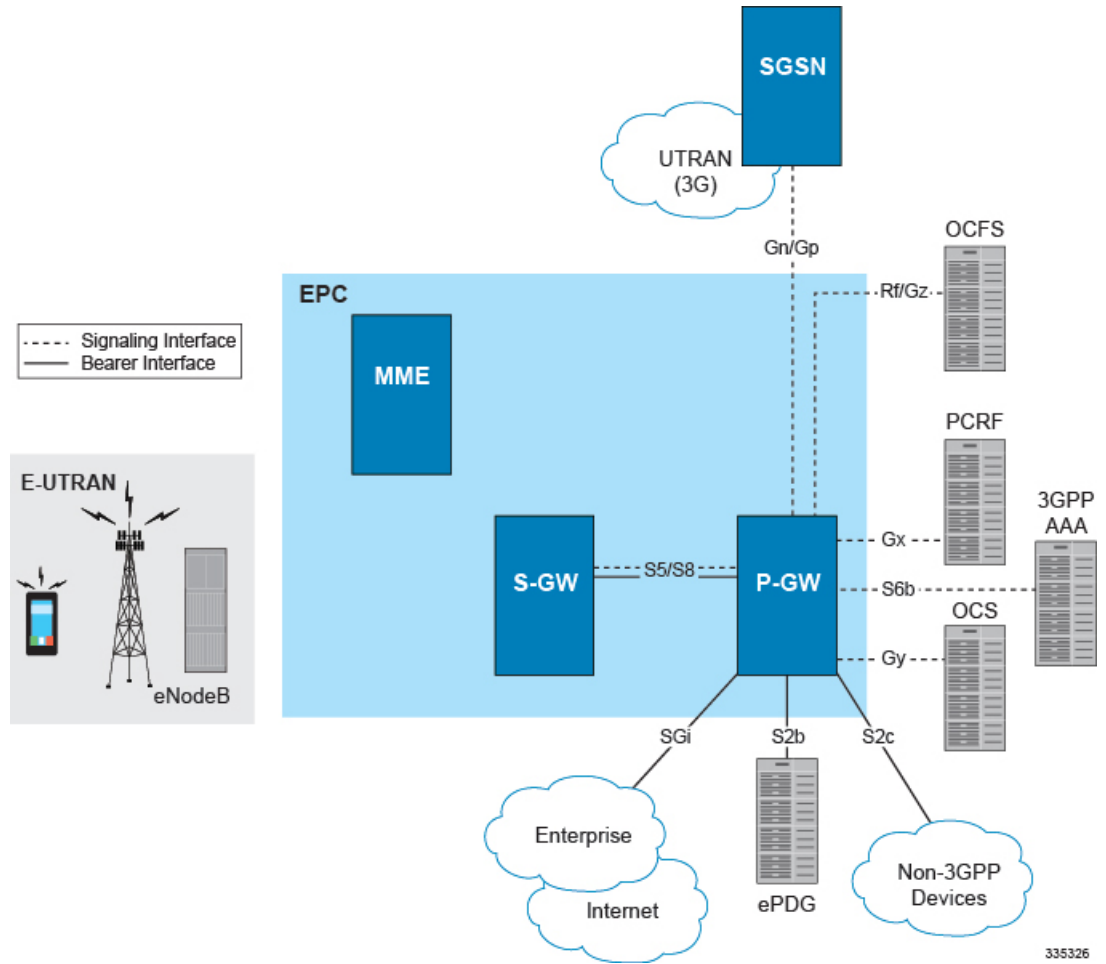 SGSN
UTRAN
(3G)
Gn/Gp
OCFS
Rf/Gz
EPC
Signaling Interface
Bearer Interface
MME
PCRF
E-UTRAN
3GPP
AAA
Gx
S-GW
S5/S8
P-GW
S6b
OCS
Gy
eNodeB
SGi
S2b
S2c
Enterprise
Internet
ePDG
Non-3GPP
Devices
335326